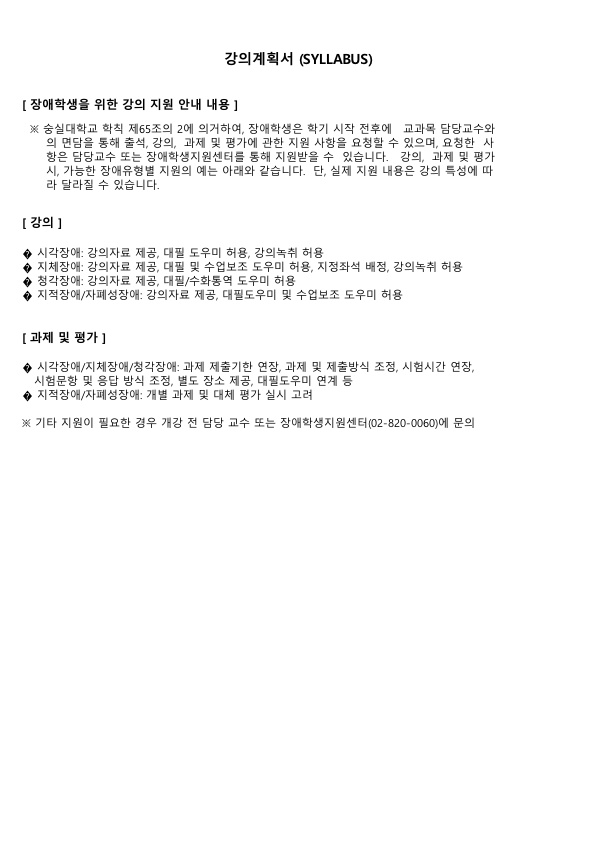 강의계획서 (SYLLABUS)
[ 장애학생을 위한 강의 지원 안내 내용 ]
※ 숭실대학교 학칙 제65조의 2에 의거하여, 장애학생은 학기 시작 전후에 교과목 담당교수와
의 면담을 통해 출석, 강의, 과제 및 평가에 관한 지원 사항을 요청할 수 있으며, 요청한 사
항은 담당교수 또는 장애학생지원센터를 통해 지원받을 수 있습니다. 강의, 과제 및 평가
시, 가능한 장애유형별 지원의 예는 아래와 같습니다. 단, 실제 지원 내용은 강의 특성에 따
라 달라질 수 있습니다.
[ 강의 ]
� 시각장애: 강의자료 제공, 대필 도우미 허용, 강의녹취 허용
� 지체장애: 강의자료 제공, 대필 및 수업보조 도우미 허용, 지정좌석 배정, 강의녹취 허용
� 청각장애: 강의자료 제공, 대필/수화통역 도우미 허용
� 지적장애/자폐성장애: 강의자료 제공, 대필도우미 및 수업보조 도우미 허용
[ 과제 및 평가 ]
� 시각장애/지체장애/청각장애: 과제 제출기한 연장, 과제 및 제출방식 조정, 시험시간 연장,
시험문항 및 응답 방식 조정, 별도 장소 제공, 대필도우미 연계 등
� 지적장애/자폐성장애: 개별 과제 및 대체 평가 실시 고려
※ 기타 지원이 필요한 경우 개강 전 담당 교수 또는 장애학생지원센터(02-820-0060)에 문의